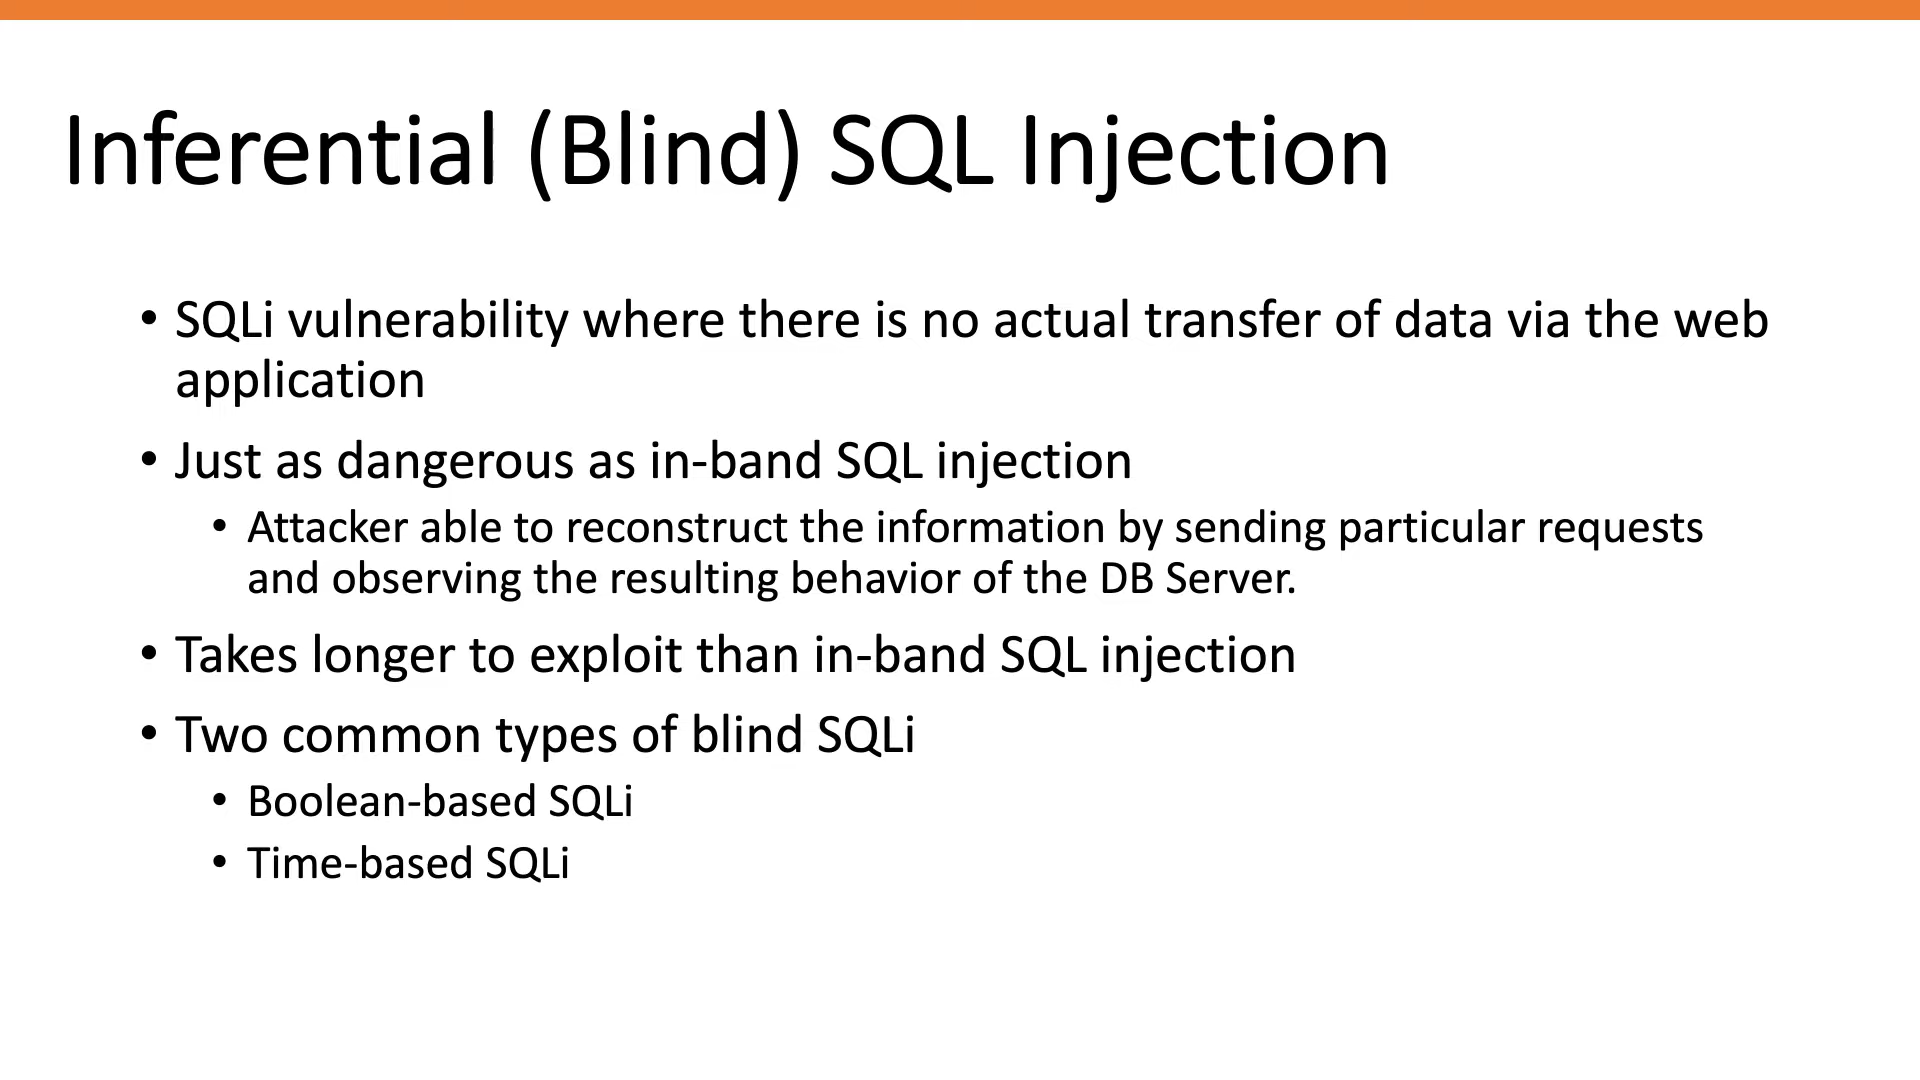 Inferential (Blind) SQL Injection
• SQLi vulnerability where there is no actual transfer of data via the web
application
• Just as dangerous as in-band SQL injection
• Attacker able to reconstruct the information by sending particular requests
and observing the resulting behavior of the DB Server.
• Takes longer to exploit than in-band SQL injection
• Two common types of blind SQLi
• Boolean-based SQLi
• Time-based SQLi